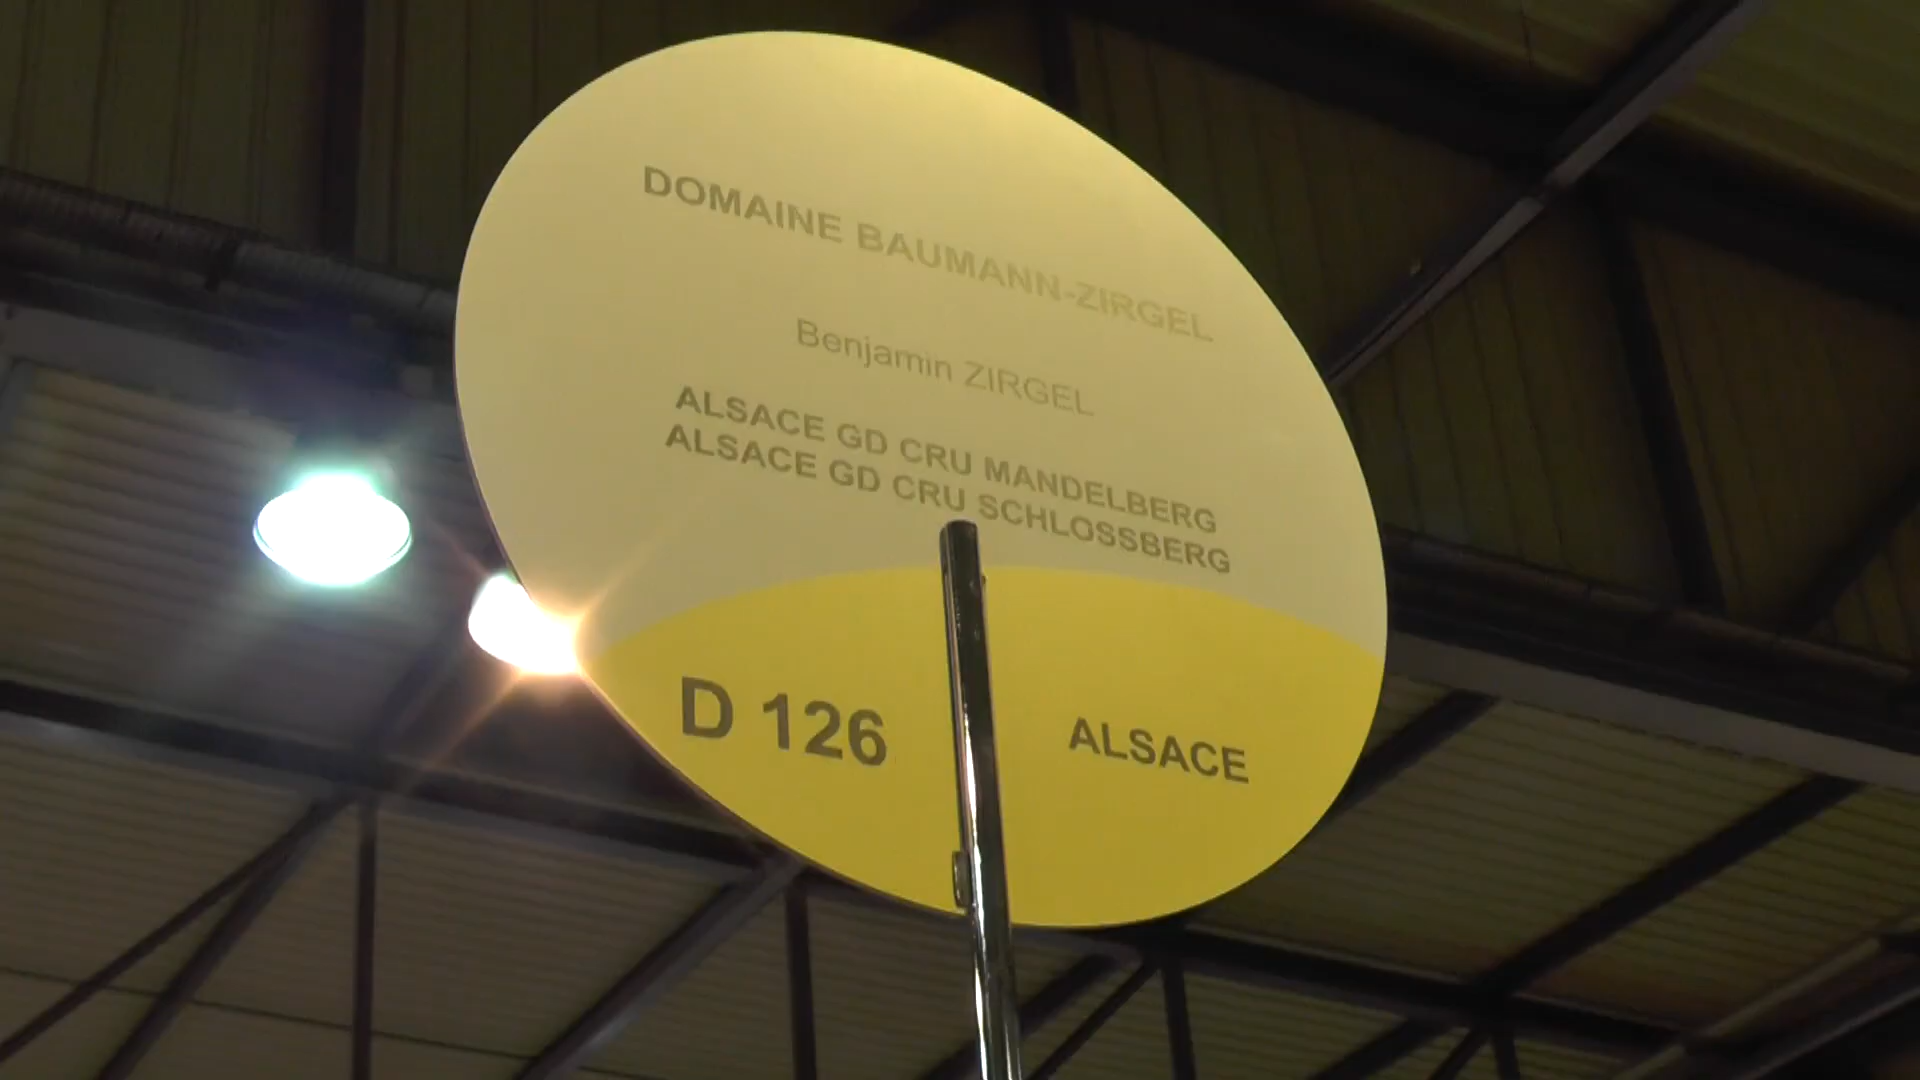 DOMAINE BAUMANN-ZIRGEL
Benjamin ZIRGEL
ALSACE GD CRU MANDELBERG
ALSACE GD CRU SCHLOSSBERG
D 126
ALSACE